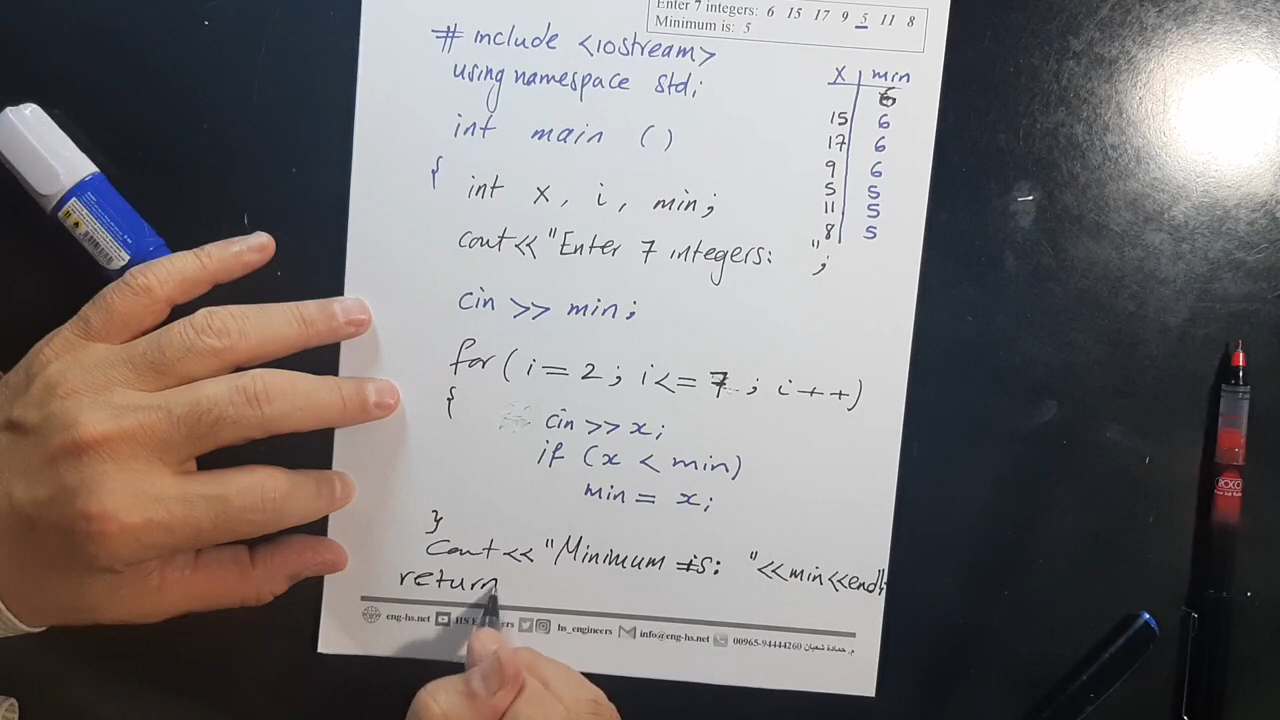 Enter 7 integers: 6 15 17 9 5 11 8
Minimum is: 5
# include <iostream>
using namespace std;
int main ()
{
int x, i, min;
cout<< "Enter 7 integers: ";
cin >> min;
for ( i = 2 ; i <= 7 ; i ++ )
{
cin >> x;
if (x < min)
min = x;
}
cout << "Minimum is: " <<min<<endl
return
x min
6
15 6
17 6
9 6
5 5
11 5
8 5
eng-hs.net
hs_engineers
info@eng-hs.net
00965-94444260 م. حمادة شعبان
ROCO